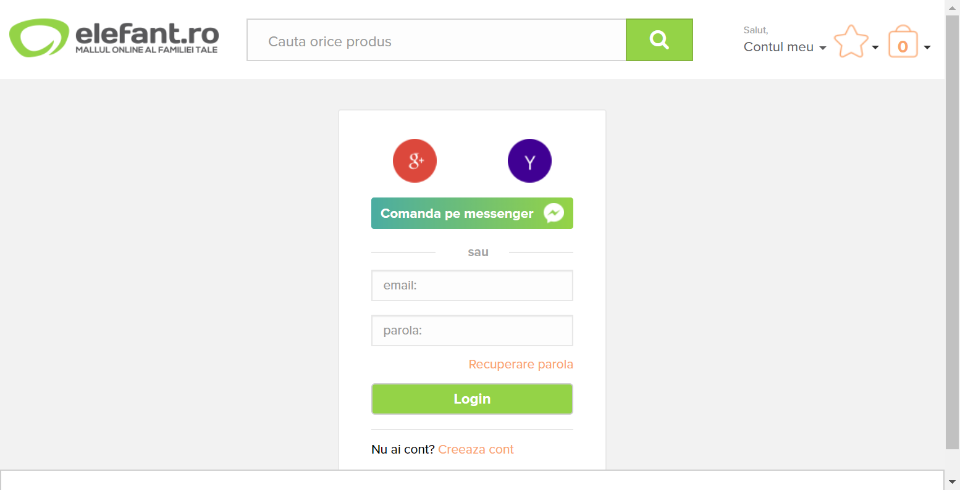 elefant.ro
MALLUL ONLINE AL FAMILIEI TALE
Cauta orice produs
Salut,
Contul meu
0
g+
Y
Comanda pe messenger
sau
email:
parola:
Recuperare parola
Login
Nu ai cont? Creeaza cont